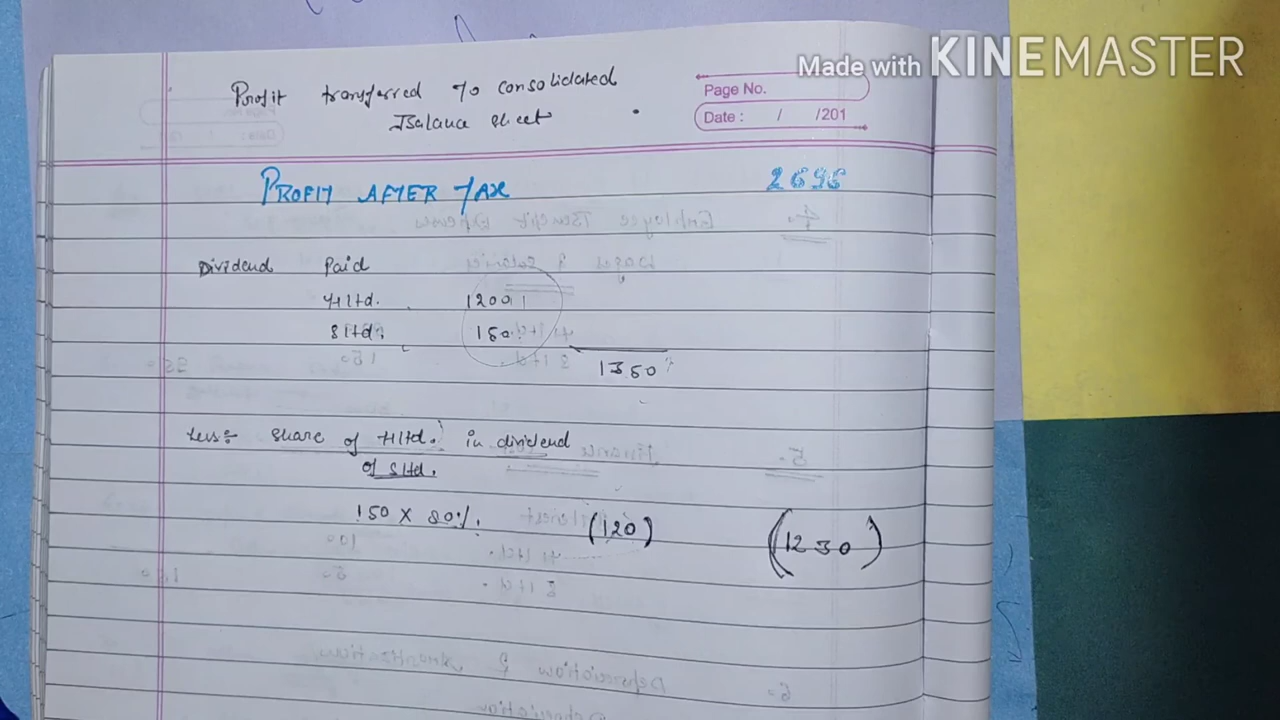 Made with KINEMASTER
Profit transferred to consolidated
Balance sheet
Page No.
Date : / /201
PROFIT AFTER TAX 2696
Dividend Paid
H ltd. 1200
S ltd. 150
1350
Less:- Share of H ltd. in dividend
of S ltd.
150 X 80%. (120) (1230)